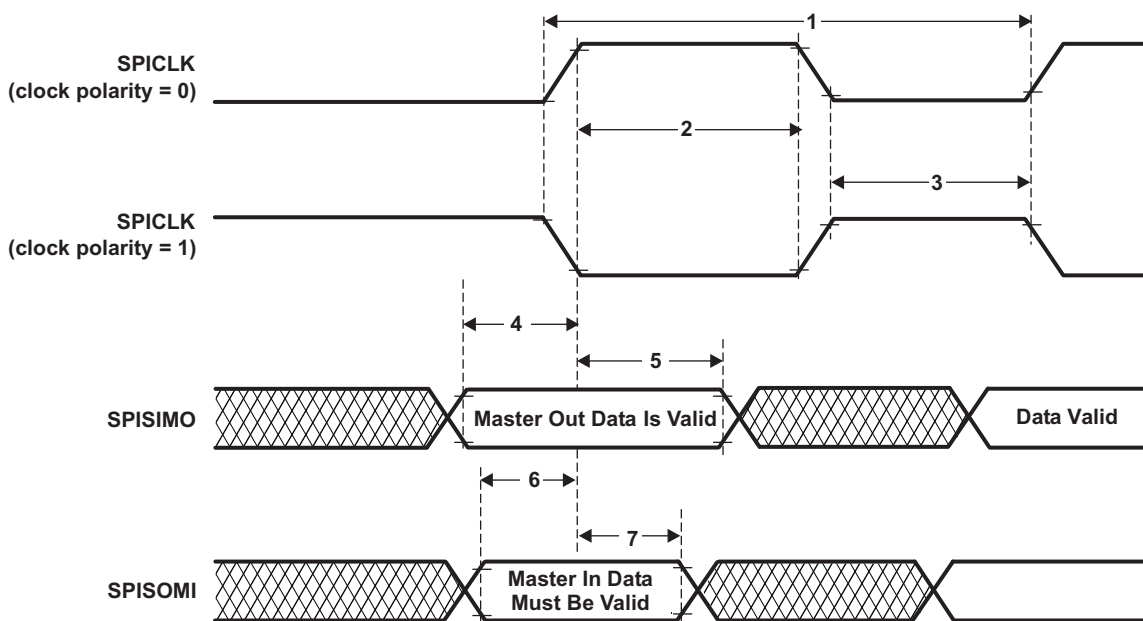 1
SPICLK
(clock polarity = 0)
2
3
SPICLK
(clock polarity = 1)
4
5
SPISIMO
Master Out Data Is Valid
Data Valid
6
7
SPISOMI
Master In Data
Must Be Valid